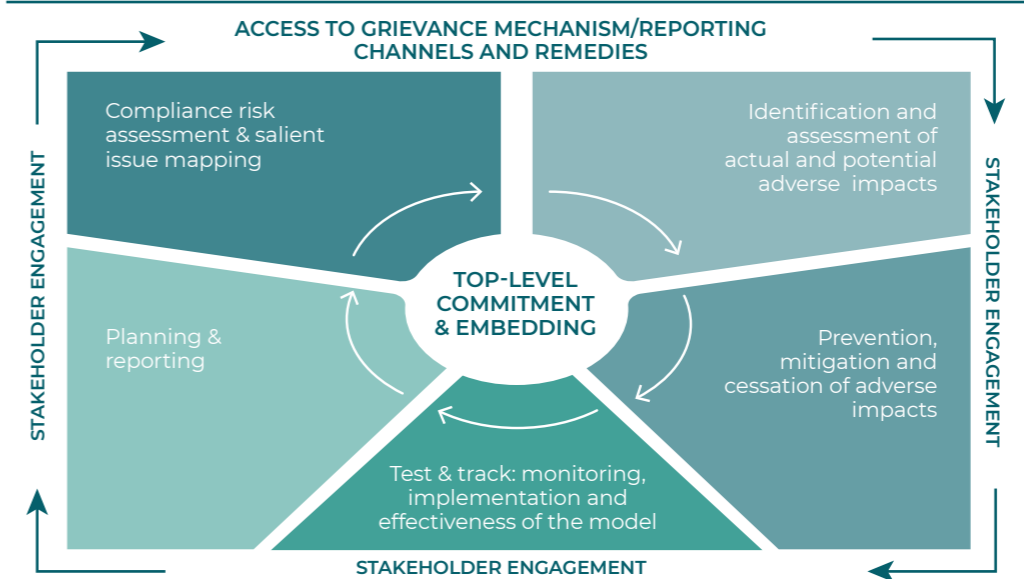 ACCESS TO GRIEVANCE MECHANISM/REPORTING
CHANNELS AND REMEDIES
Compliance risk
assessment & salient
issue mapping
Identification and
assessment of
actual and potential
adverse impacts
STAKEHOLDER ENGAGEMENT
STAKEHOLDER ENGAGEMENT
TOP-LEVEL
COMMITMENT
& EMBEDDING
Planning &
reporting
Prevention,
mitigation and
cessation of adverse
impacts
Test & track: monitoring,
implementation and
effectiveness of the model
STAKEHOLDER ENGAGEMENT